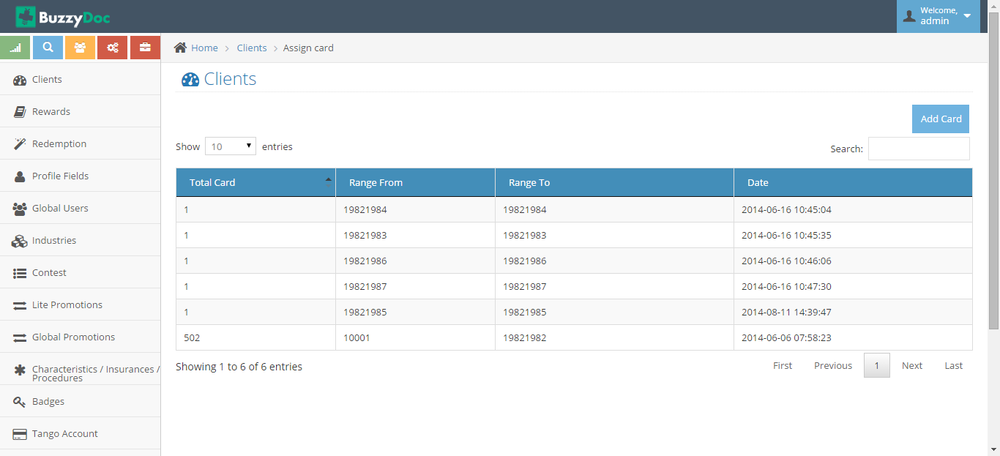 BuzzyDoc
Welcome,
admin
Home > Clients > Assign card
Clients
Rewards
Redemption
Profile Fields
Global Users
Industries
Contest
Lite Promotions
Global Promotions
Characteristics / Insurances /
Procedures
Badges
Tango Account
Clients
Add Card
Show 10 entries
Search:
Total Card Range From Range To Date
1 19821984 19821984 2014-06-16 10:45:04
1 19821983 19821983 2014-06-16 10:45:35
1 19821986 19821986 2014-06-16 10:46:06
1 19821987 19821987 2014-06-16 10:47:30
1 19821985 19821985 2014-08-11 14:39:47
502 10001 19821982 2014-06-06 07:58:23
Showing 1 to 6 of 6 entries
First Previous 1 Next Last